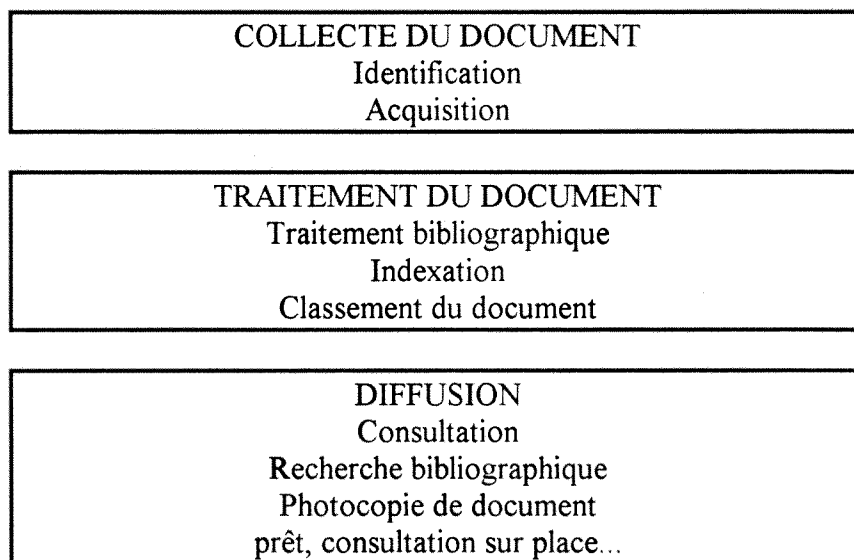 COLLECTE DU DOCUMENT
Identification
Acquisition
TRAITEMENT DU DOCUMENT
Traitement bibliographique
Indexation
Classement du document
DIFFUSION
Consultation
Recherche bibliographique
Photocopie de document
prêt, consultation sur place...